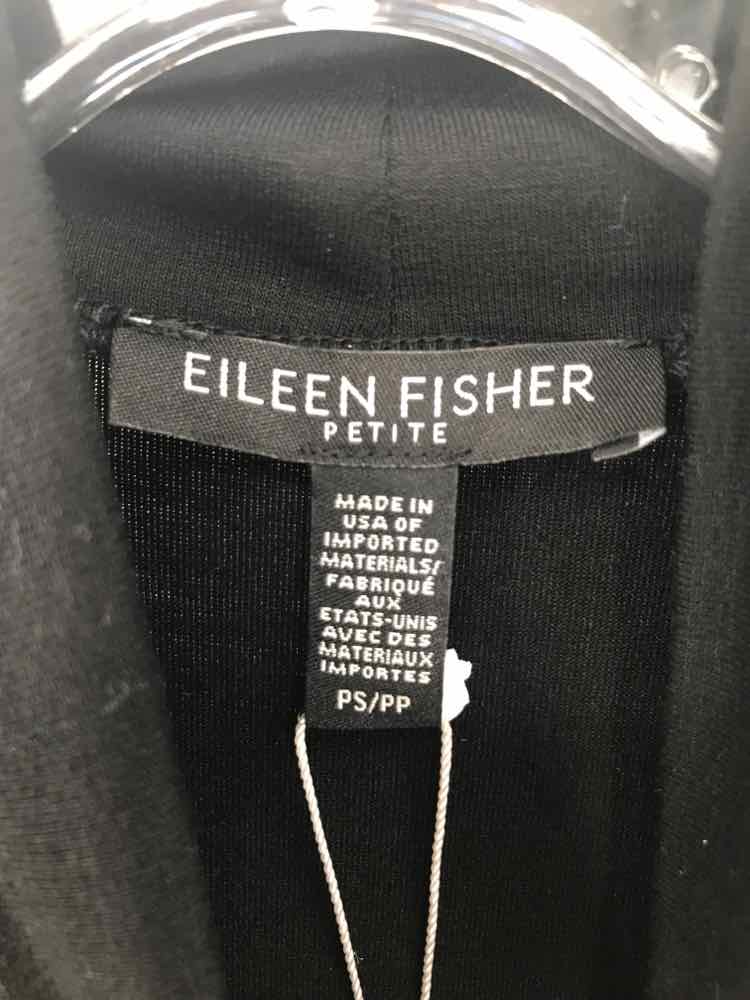 EILEEN FISHER
PETITE
MADE IN
USA OF
IMPORTED
MATERIALS/
FABRIQUÉ
AUX
ETATS-UNIS
AVEC DES
MATERIAUX
IMPORTES
PS/PP